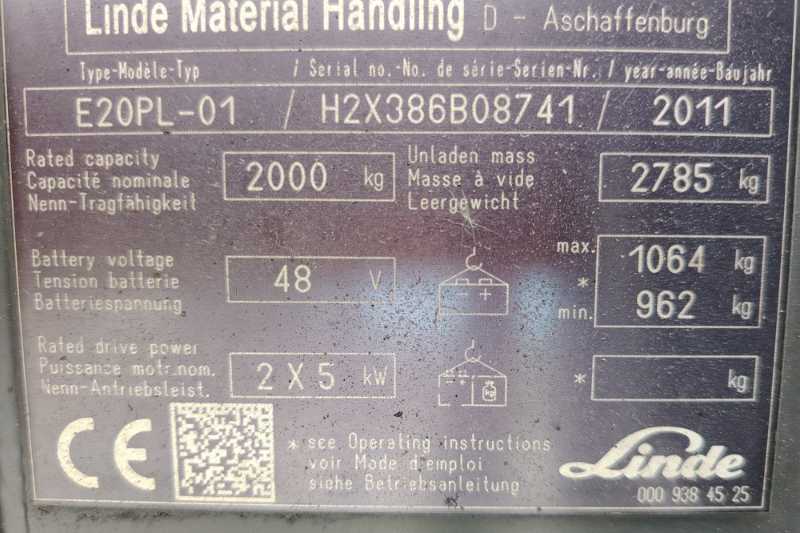 Linde Material Handling D - Aschaffenburg
Type-Modèle-Typ / Serial no.-No. de série-Serien-Nr. / year-année-Baujahr
E20PL-01 / H2X386B08741 / 2011
Rated capacity
Capacité nominale
Nenn-Tragfähigkeit
2000 kg
Unladen mass
Masse à vide
Leergewicht
2785 kg
Battery voltage
Tension batterie
Batteriespannung
48 V
- +
max. 1064 kg
*
min. 962 kg
Rated drive power
Puissance motr.nom.
Nenn-Antriebsleist.
2 X 5 kW
- + kg
* kg
CE
* see Operating instructions
voir Mode d'emploi
siehe Betriebsanleitung
Linde
000 938 45 25